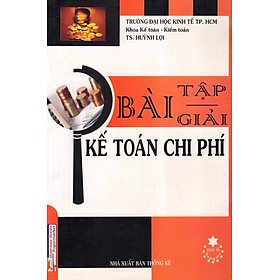 TRƯỜNG ĐẠI HỌC KINH TẾ TP. HCM
Khoa Kế toán - Kiểm toán
TS. HUỲNH LỢI
BÀI TẬP
GIẢI
KẾ TOÁN CHI PHÍ
NHÀ XUẤT BẢN THỐNG KÊ